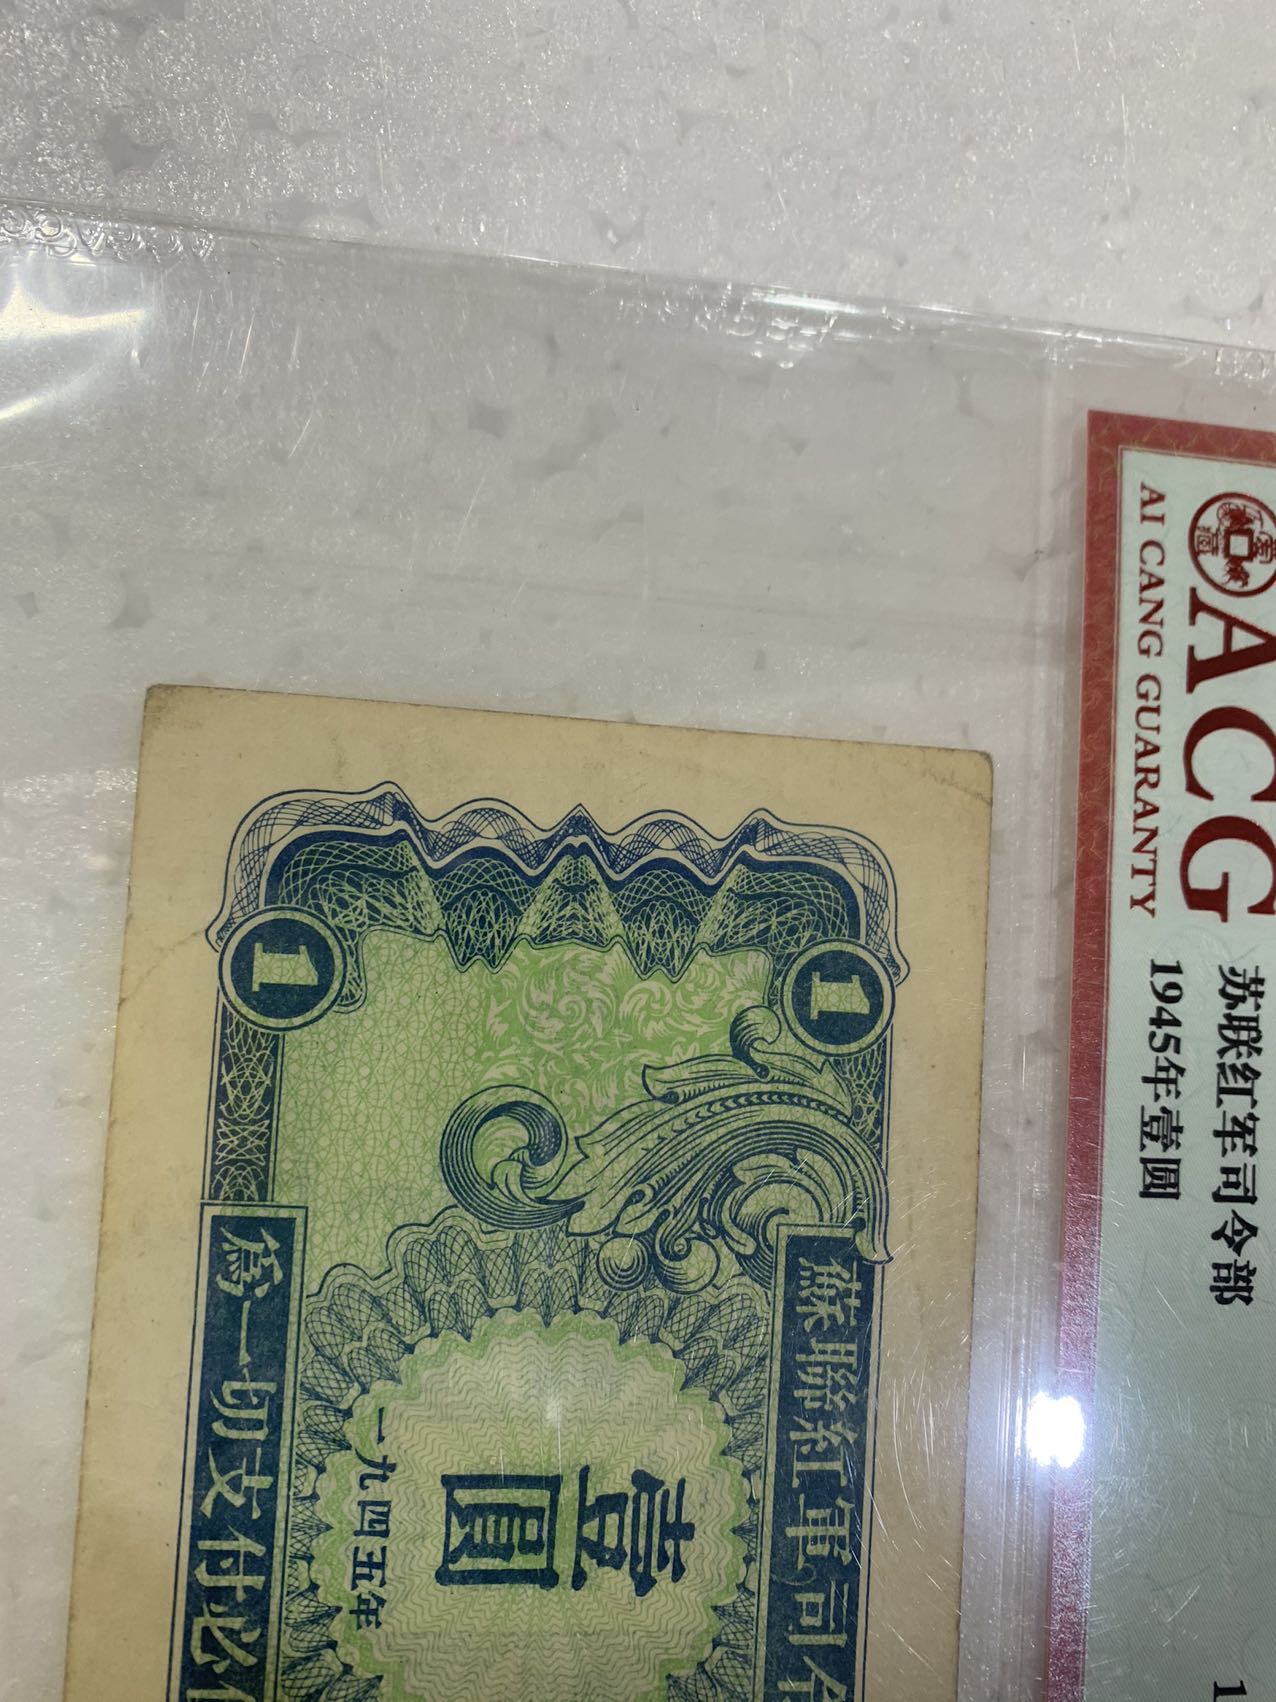 ACG
AI CANG GUARANTY
苏联红军司令部
1945年壹圆
1
1
蘇聯紅軍司令
壹圓
一九四五年
爲一切支付必